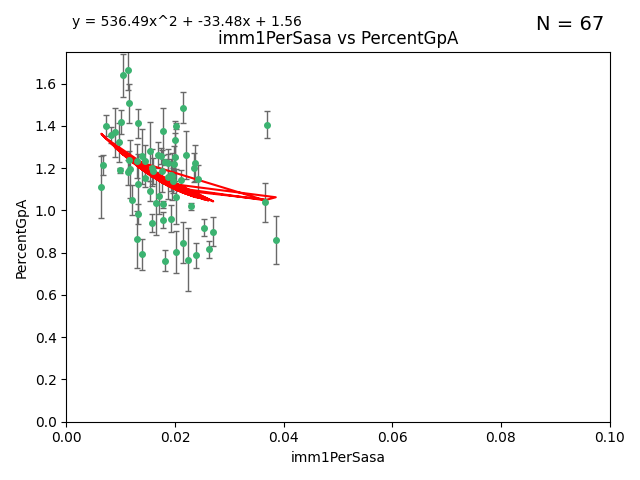 y = 536.49x^2 + -33.48x + 1.56
N = 67
imm1PerSasa vs PercentGpA
1.6
1.4
1.2
1.0
0.8
0.6
0.4
0.2
0.0
PercentGpA
0.00 0.02 0.04 0.06 0.08 0.10
imm1PerSasa